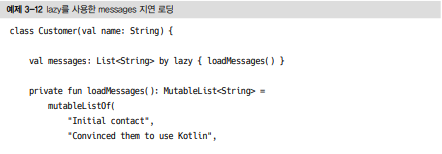 예제 3-12 lazy를 사용한 messages 지연 로딩
class Customer(val name: String) {
val messages: List<String> by lazy { loadMessages() }
private fun loadMessages(): MutableList<String> =
mutableListOf(
"Initial contact",
"Convinced them to use Kotlin",